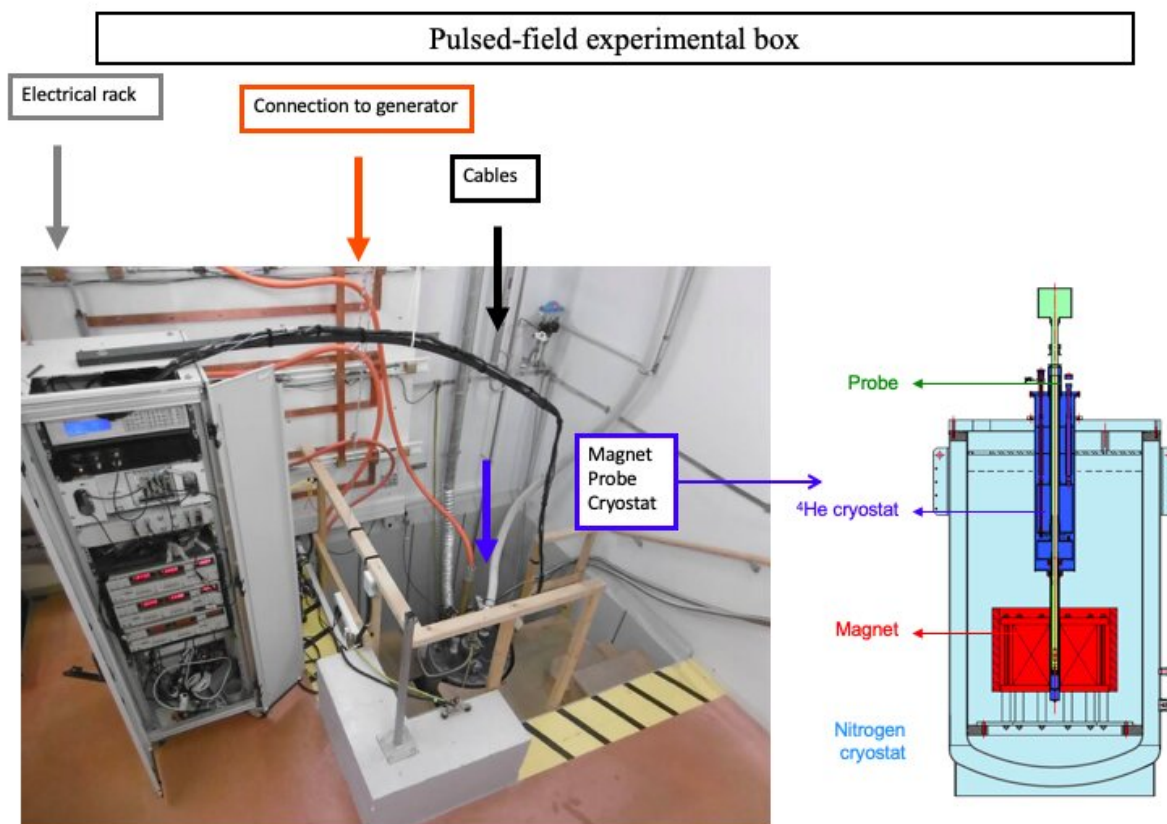 Pulsed-field experimental box
Electrical rack
Connection to generator
Cables
Magnet
Probe
Cryostat
Probe
⁴He cryostat
Magnet
Nitrogen
cryostat